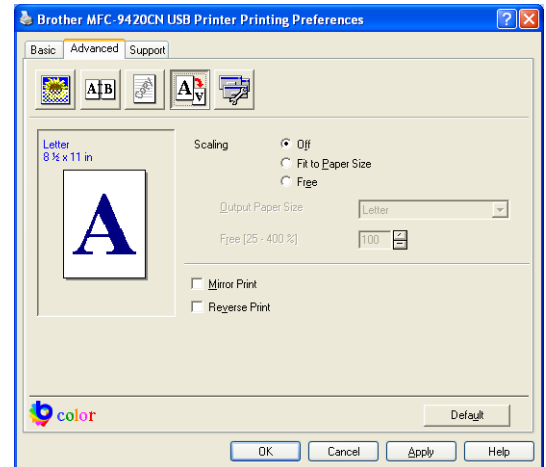 Brother MFC-9420CN USB Printer Printing Preferences
Basic Advanced Support
A B
A A
Letter
8 ½ x 11 in
A
Scaling Off
Fit to Paper Size
Free
Output Paper Size Letter
Free [25 - 400 %] 100
Mirror Print
Reverse Print
color
Default
OK Cancel Apply Help